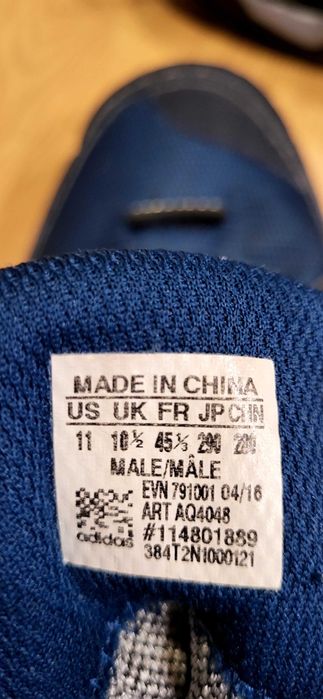 MADE IN CHINA
US UK FR JP CHN
11 10½ 45⅓ 290 290
MALE/MÂLE
EVN 791001 04/16
ART AQ4048
#114801889
adidas
384T2N1000121